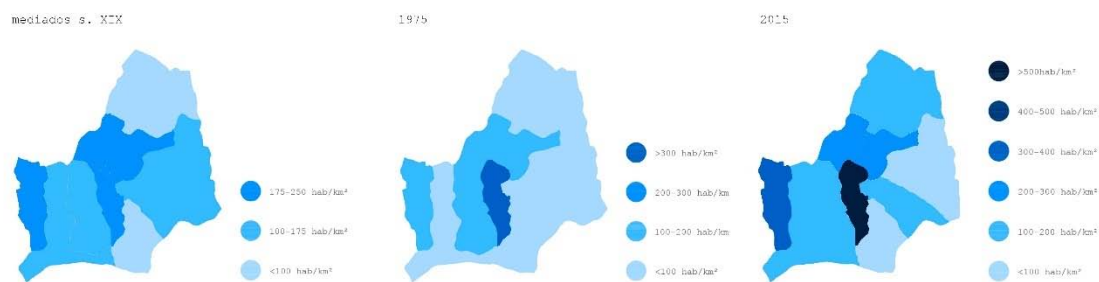 mediados s. XIX
175-250 hab/km²
100-175 hab/km²
<100 hab/km²
1975
>300 hab/km²
200-300 hab/km
100-200 hab/km
<100 hab/km²
2015
>500hab/km²
400-500 hab/km²
300-400 hab/km²
200-300 hab/km²
100-200 hab/km²
<100 hab/km²